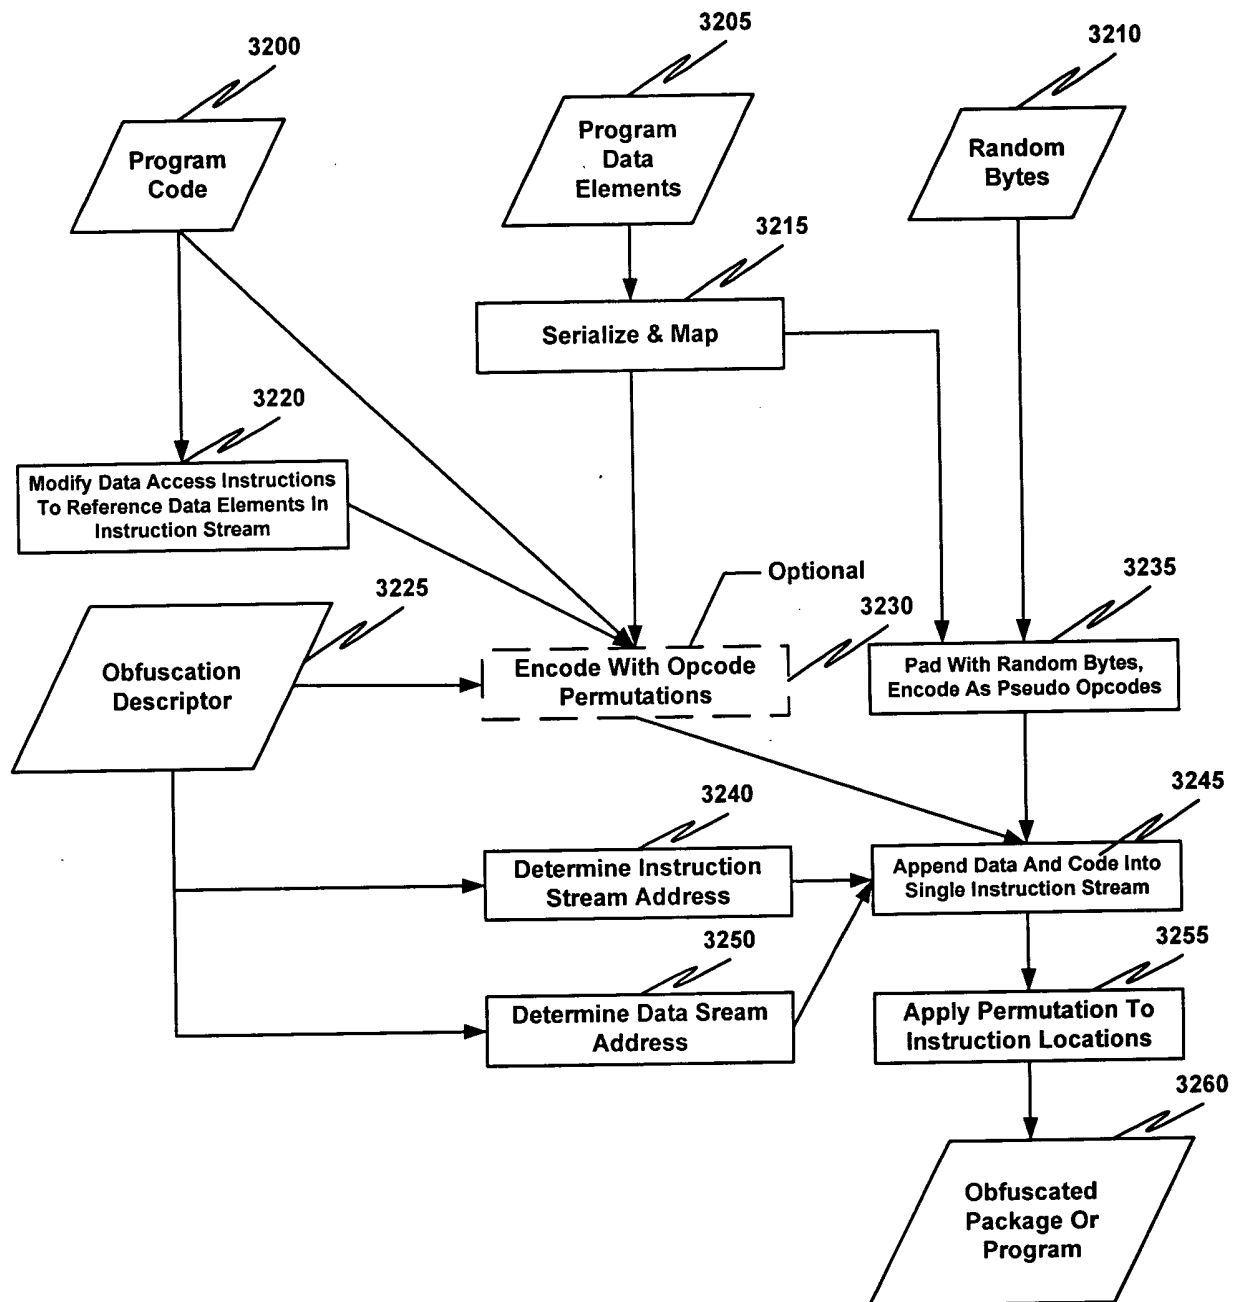 3200
3205
3210
Program
Code
Program
Data
Elements
Random
Bytes
3215
Serialize & Map
3220
Modify Data Access Instructions
To Reference Data Elements In
Instruction Stream
Optional
3225
3230
3235
Obfuscation
Descriptor
Encode With Opcode
Permutations
Pad With Random Bytes,
Encode As Pseudo Opcodes
3240
3245
Determine Instruction
Stream Address
Append Data And Code Into
Single Instruction Stream
3250
3255
Determine Data Sream
Address
Apply Permutation To
Instruction Locations
3260
Obfuscated
Package Or
Program